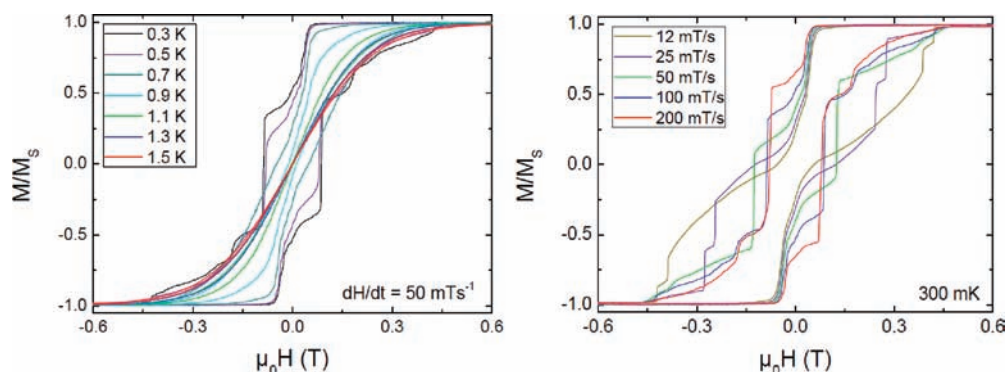 1.0
0.5
0.0
-0.5
-1.0
M/M_S
0.3 K
0.5 K
0.7 K
0.9 K
1.1 K
1.3 K
1.5 K
dH/dt = 50 mTs⁻¹
-0.6 -0.3 0.0 0.3 0.6
μ₀H (T)
1.0
0.5
0.0
-0.5
-1.0
M/M_S
12 mT/s
25 mT/s
50 mT/s
100 mT/s
200 mT/s
300 mK
-0.6 -0.3 0.0 0.3 0.6
μ₀H (T)